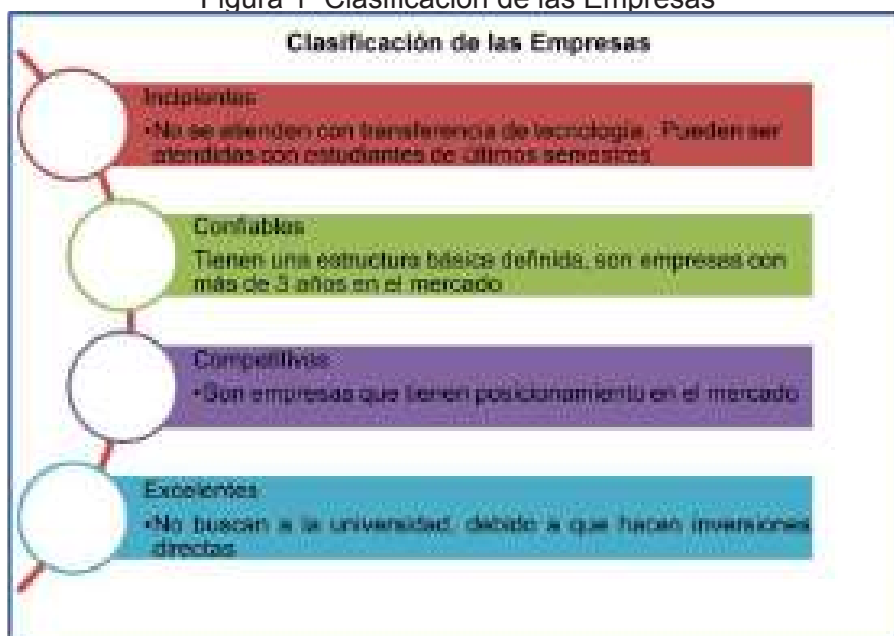 Figura 1 Clasificación de las Empresas
Clasificación de las Empresas
Incipientes
•No se atienden con transferencia de tecnología. Pueden ser
atendidas con estudiantes de últimos semestres
Confiables
Tienen una estructura básica definida, son empresas con
más de 3 años en el mercado
Competitivas
•Son empresas que tienen posicionamiento en el mercado
Excelentes
•No buscan a la universidad, debido a que hacen inversiones
directas